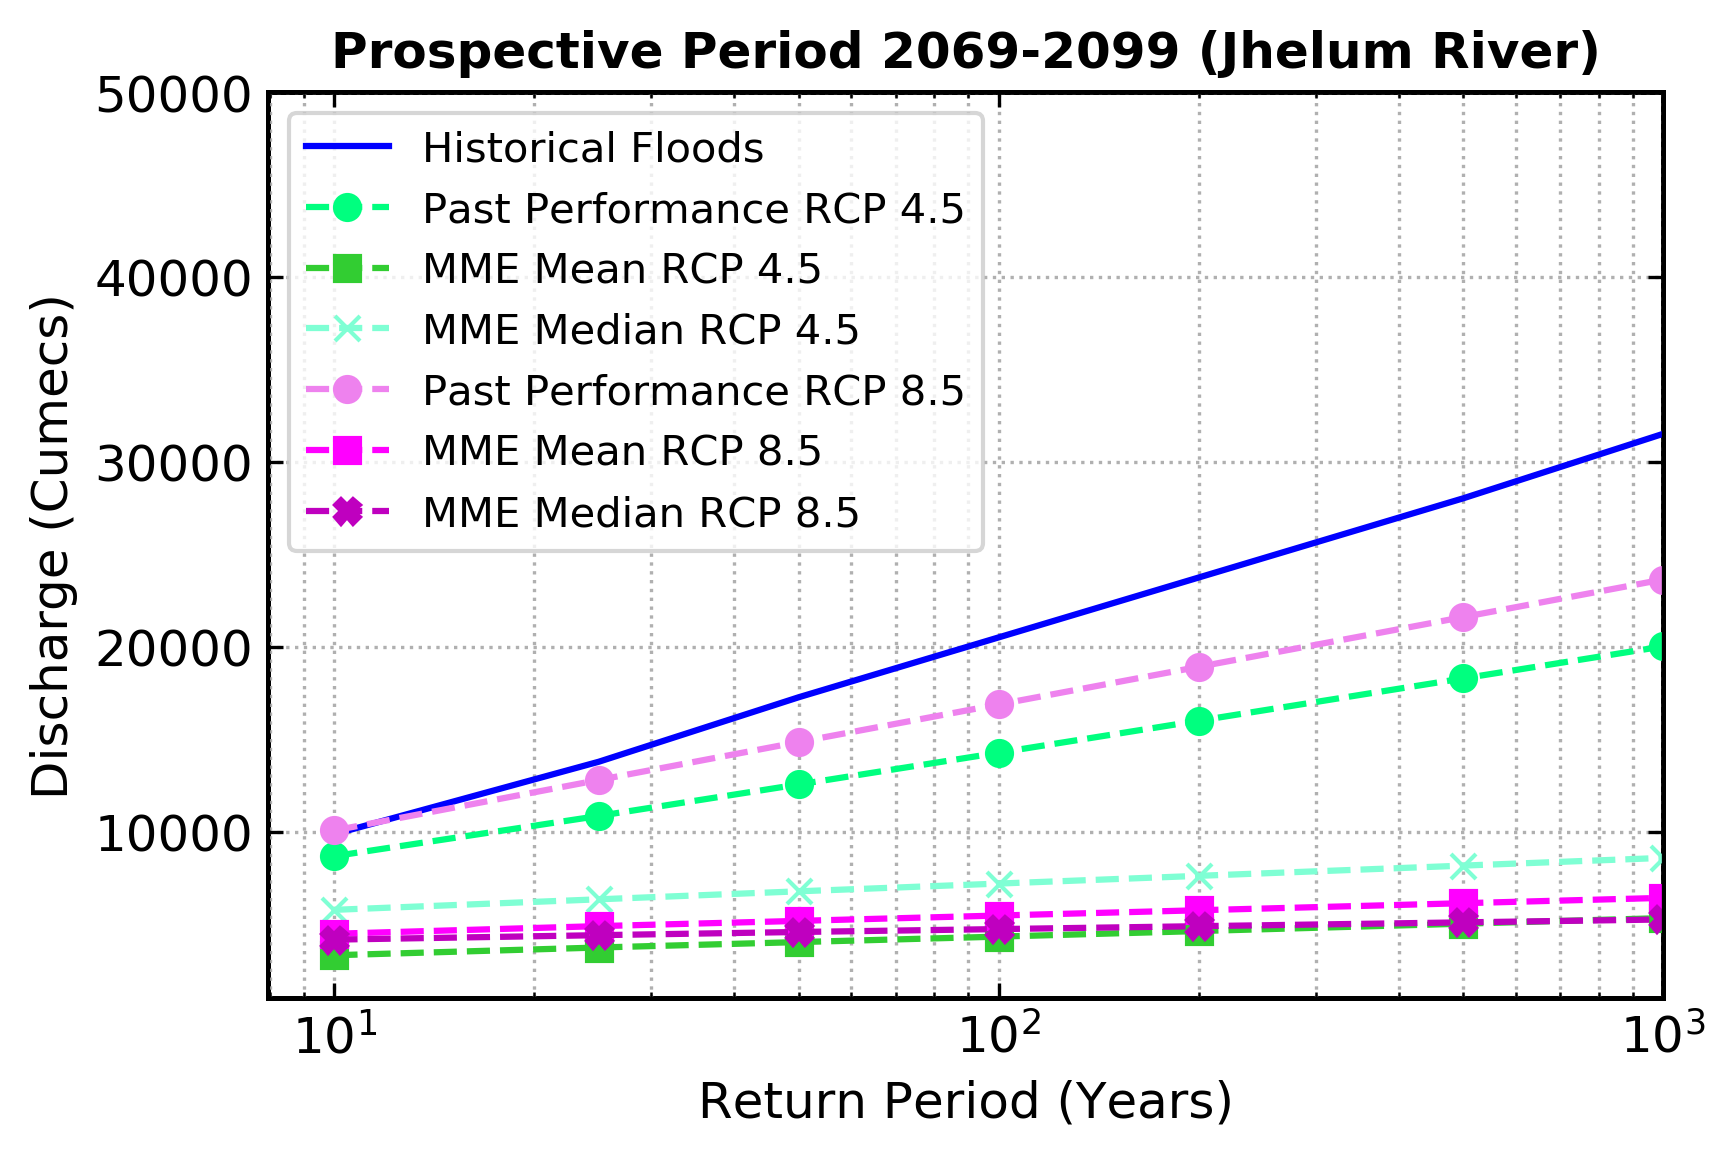 Prospective Period 2069-2099 (Jhelum River)
50000
40000
30000
20000
10000
Discharge (Cumecs)
Historical Floods
Past Performance RCP 4.5
MME Mean RCP 4.5
MME Median RCP 4.5
Past Performance RCP 8.5
MME Mean RCP 8.5
MME Median RCP 8.5
10¹ 10² 10³
Return Period (Years)